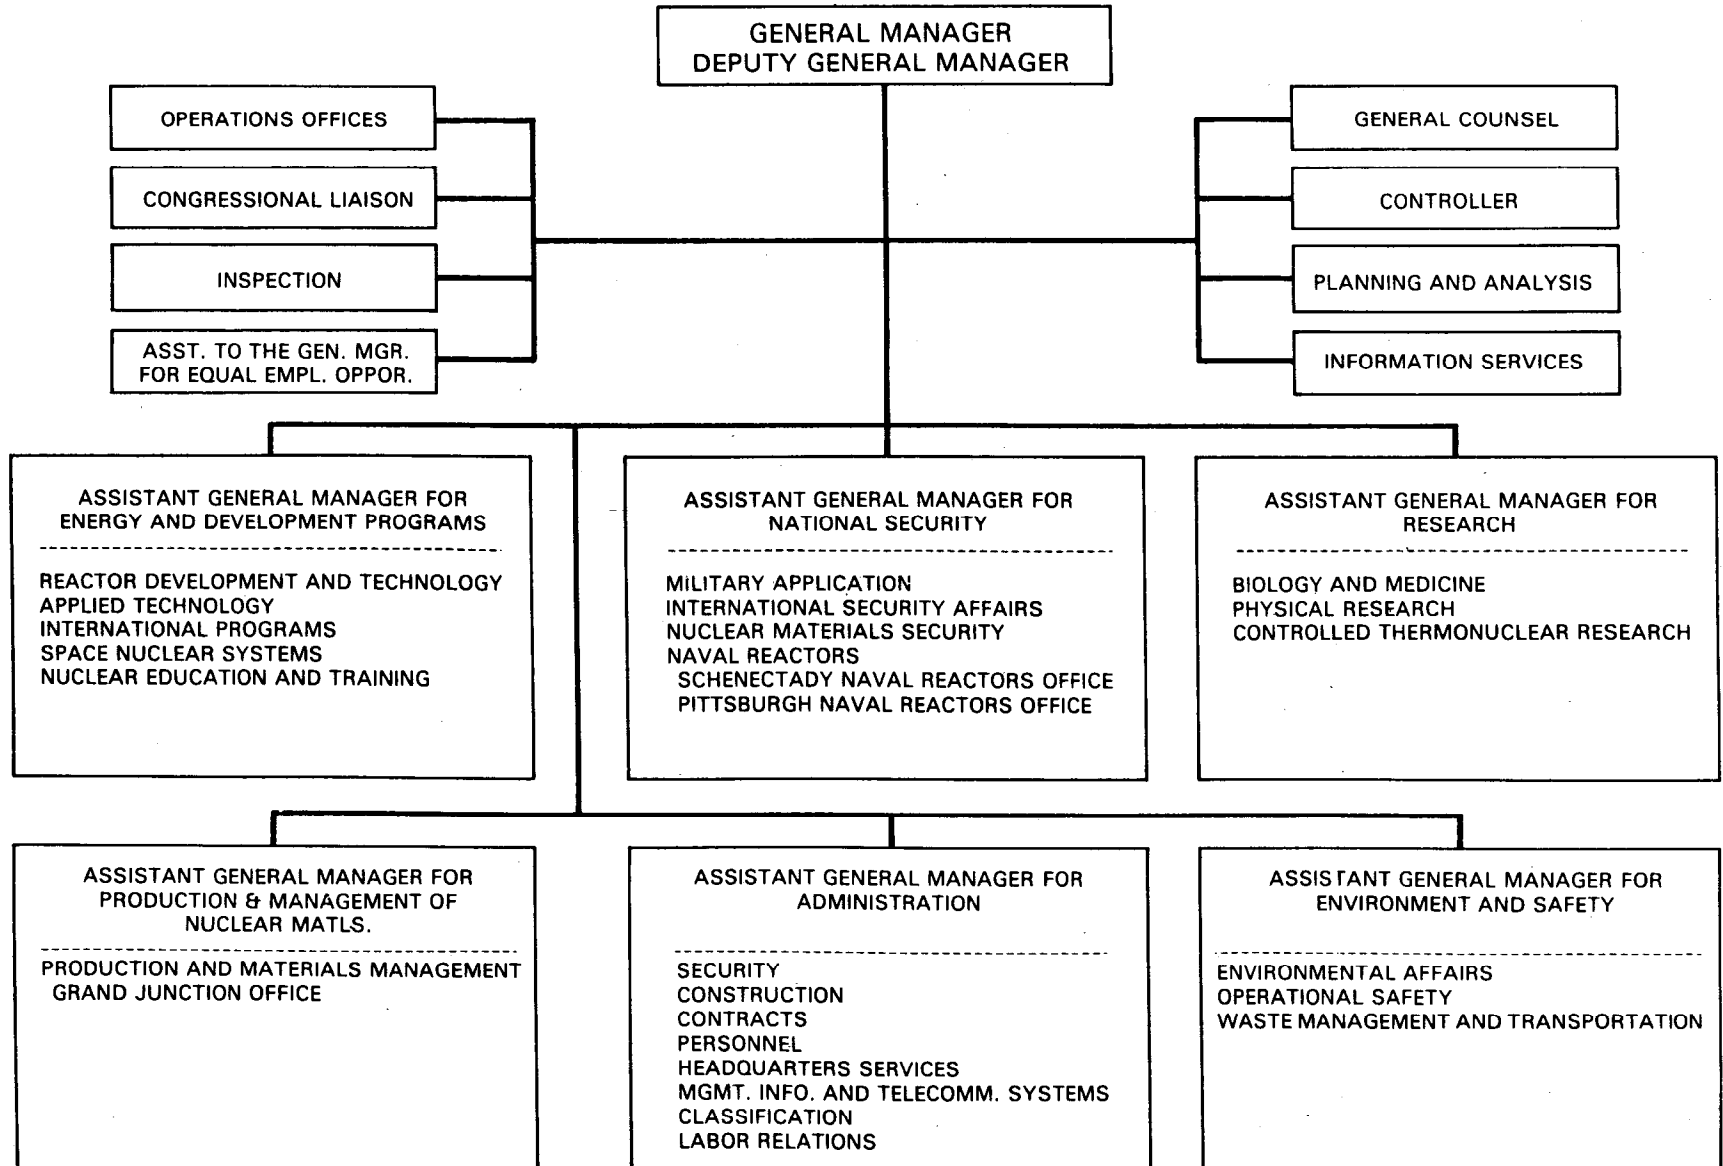 GENERAL MANAGER
DEPUTY GENERAL MANAGER
OPERATIONS OFFICES
CONGRESSIONAL LIAISON
INSPECTION
ASST. TO THE GEN. MGR.
FOR EQUAL EMPL. OPPOR.
GENERAL COUNSEL
CONTROLLER
PLANNING AND ANALYSIS
INFORMATION SERVICES
ASSISTANT GENERAL MANAGER FOR
ENERGY AND DEVELOPMENT PROGRAMS
REACTOR DEVELOPMENT AND TECHNOLOGY
APPLIED TECHNOLOGY
INTERNATIONAL PROGRAMS
SPACE NUCLEAR SYSTEMS
NUCLEAR EDUCATION AND TRAINING
ASSISTANT GENERAL MANAGER FOR
NATIONAL SECURITY
MILITARY APPLICATION
INTERNATIONAL SECURITY AFFAIRS
NUCLEAR MATERIALS SECURITY
NAVAL REACTORS
SCHENECTADY NAVAL REACTORS OFFICE
PITTSBURGH NAVAL REACTORS OFFICE
ASSISTANT GENERAL MANAGER FOR
RESEARCH
BIOLOGY AND MEDICINE
PHYSICAL RESEARCH
CONTROLLED THERMONUCLEAR RESEARCH
ASSISTANT GENERAL MANAGER FOR
PRODUCTION & MANAGEMENT OF
NUCLEAR MATLS.
PRODUCTION AND MATERIALS MANAGEMENT
GRAND JUNCTION OFFICE
ASSISTANT GENERAL MANAGER FOR
ADMINISTRATION
SECURITY
CONSTRUCTION
CONTRACTS
PERSONNEL
HEADQUARTERS SERVICES
MGMT. INFO. AND TELECOMM. SYSTEMS
CLASSIFICATION
LABOR RELATIONS
ASSISTANT GENERAL MANAGER FOR
ENVIRONMENT AND SAFETY
ENVIRONMENTAL AFFAIRS
OPERATIONAL SAFETY
WASTE MANAGEMENT AND TRANSPORTATION